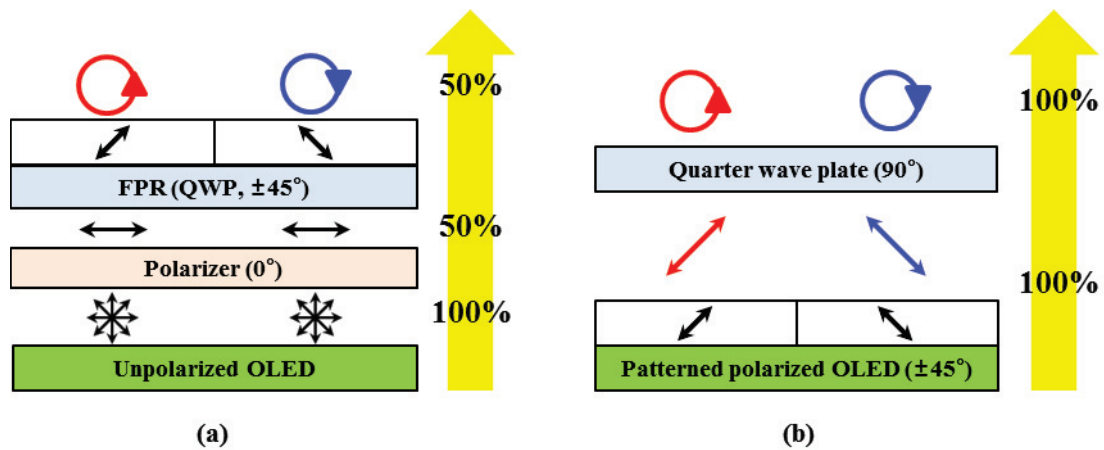 50%
FPR (QWP, ±45°)
50%
Polarizer (0°)
100%
Unpolarized OLED
(a)
100%
Quarter wave plate (90°)
100%
Patterned polarized OLED (±45°)
(b)